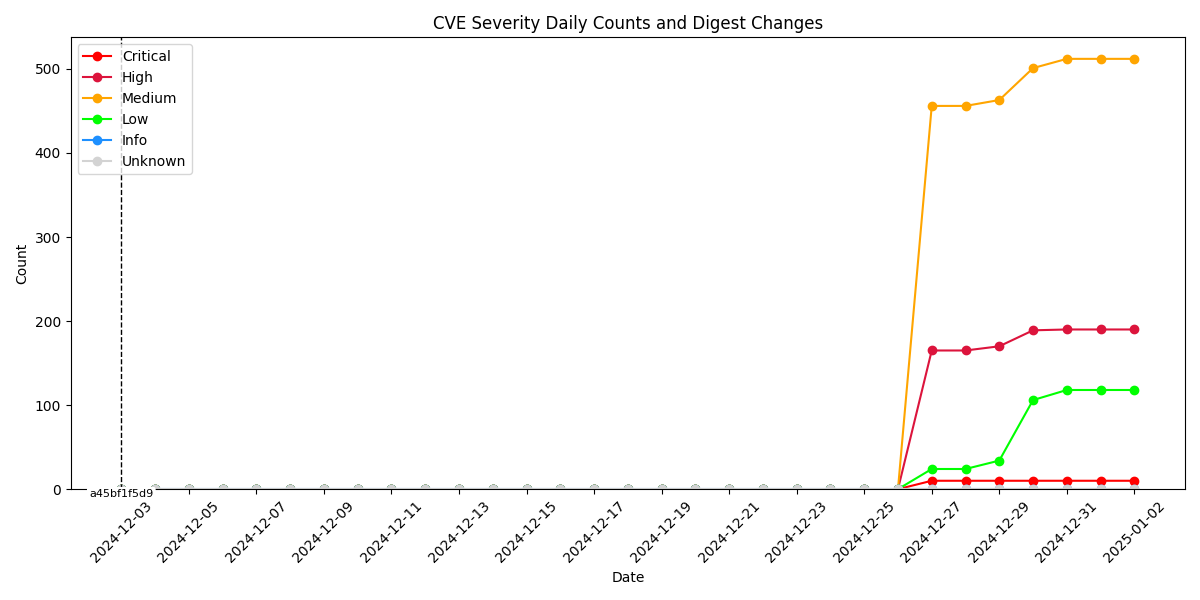 CVE Severity Daily Counts and Digest Changes
Critical
High
Medium
Low
Info
Unknown
500
400
300
200
100
0
Count
a45bf1f5d9
2024-12-03
2024-12-05
2024-12-07
2024-12-09
2024-12-11
2024-12-13
2024-12-15
2024-12-17
2024-12-19
2024-12-21
2024-12-23
2024-12-25
2024-12-27
2024-12-29
2024-12-31
2025-01-02
Date